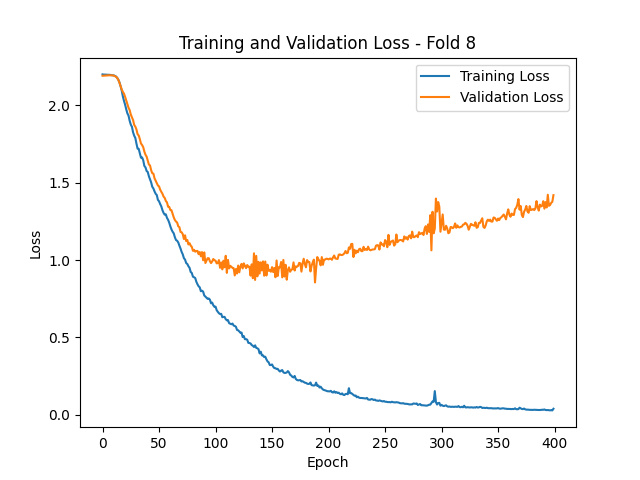 Training and Validation Loss - Fold 8
Training Loss
Validation Loss
Loss
2.0
1.5
1.0
0.5
0.0
0 50 100 150 200 250 300 350 400
Epoch